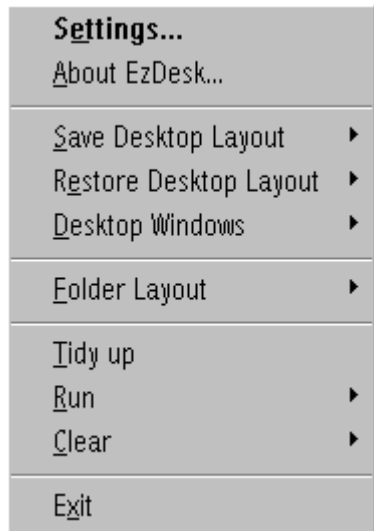 Settings...
About EzDesk...
Save Desktop Layout
Restore Desktop Layout
Desktop Windows
Folder Layout
Tidy up
Run
Clear
Exit